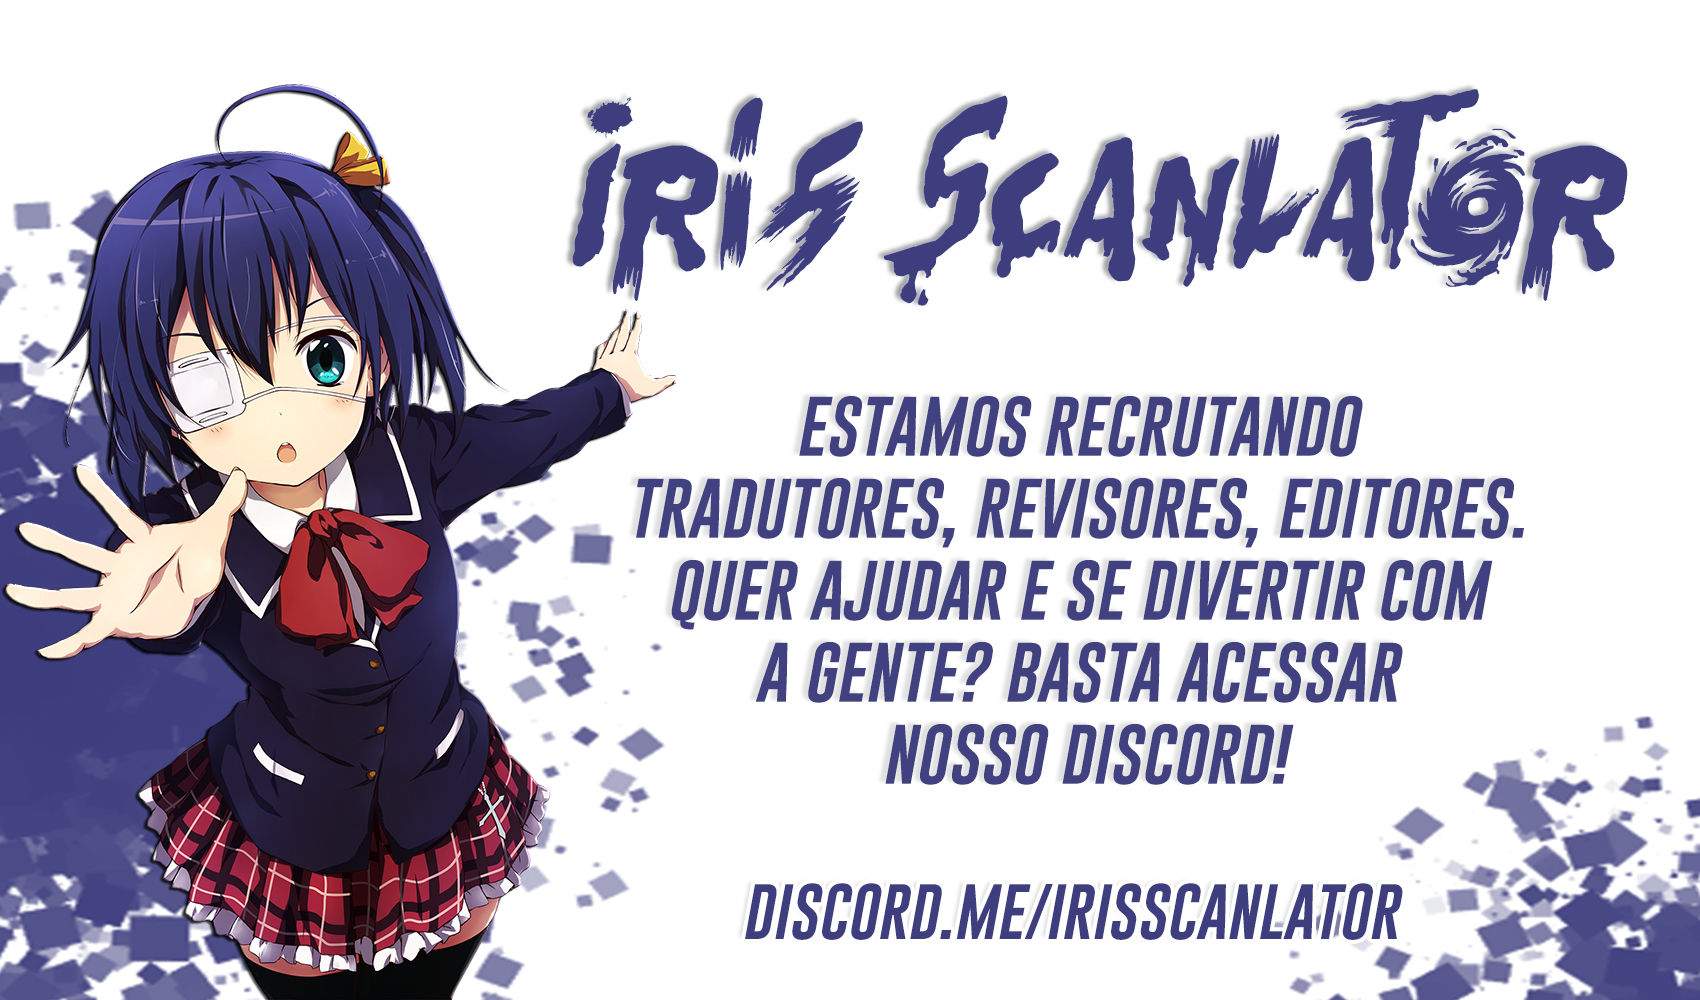 IRIS SCANLATOR
ESTAMOS RECRUTANDO
TRADUTORES, REVISORES, EDITORES.
QUER AJUDAR E SE DIVERTIR COM
A GENTE? BASTA ACESSAR
NOSSO DISCORD!
DISCORD.ME/IRISSCANLATOR